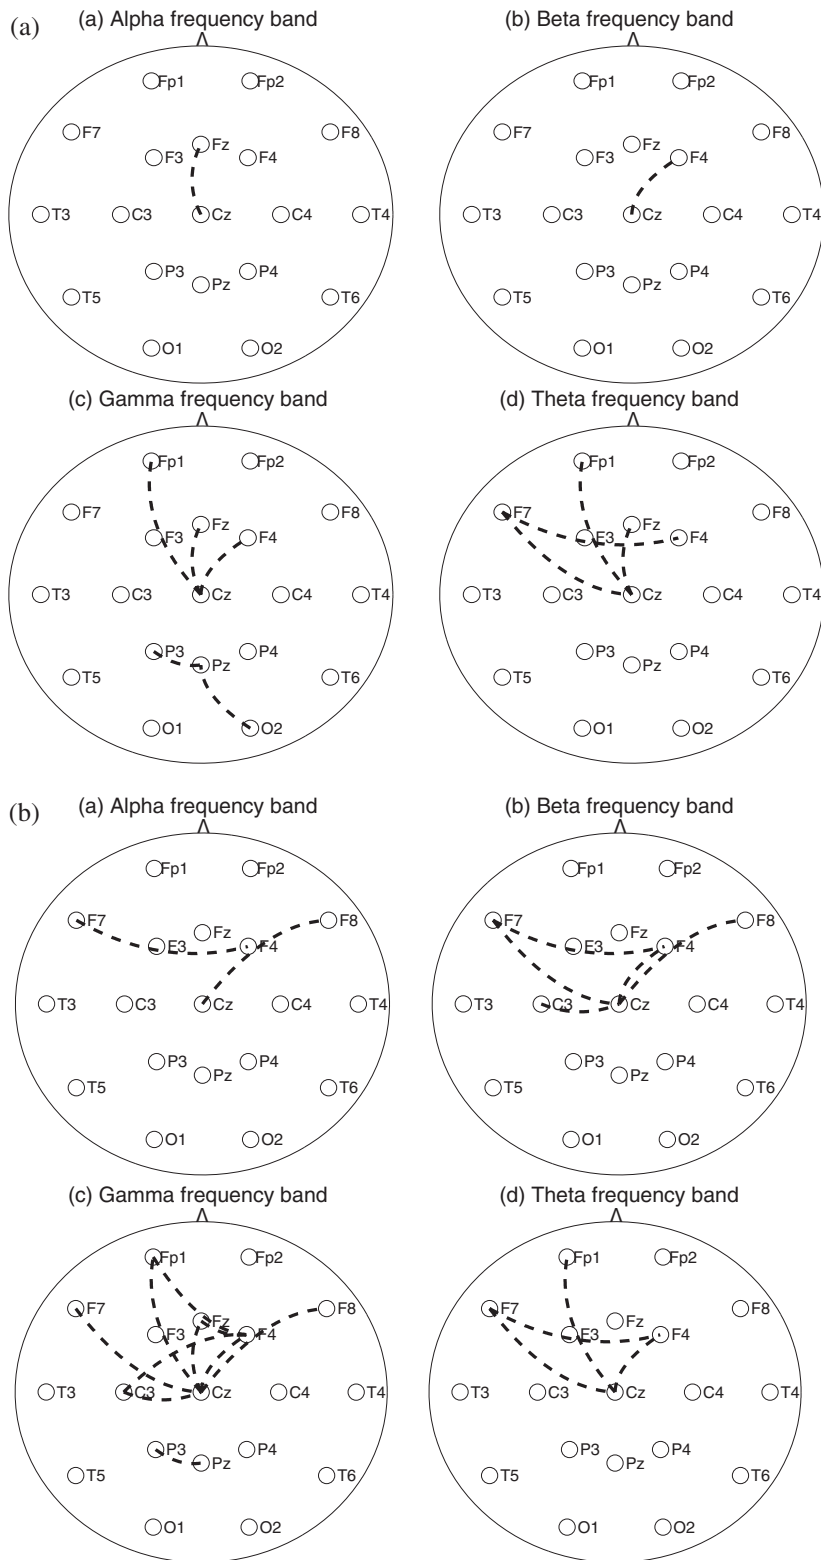 (a) (a) Alpha frequency band (b) Beta frequency band
Fp1 Fp2 Fp1 Fp2
F7 F8 F7 F8
Fz Fz
F3 F4 F3 F4
T3 C3 Cz C4 T4 T3 C3 Cz C4 T4
P3 P4 P3 P4
Pz Pz
T5 T6 T5 T6
O1 O2 O1 O2
(c) Gamma frequency band (d) Theta frequency band
Fp1 Fp2 Fp1 Fp2
F7 F8 F7 F8
Fz Fz
F3 F4 F3 F4
T3 C3 Cz C4 T4 T3 C3 Cz C4 T4
P3 P4 P3 P4
Pz Pz
T5 T6 T5 T6
O1 O2 O1 O2
(b) (a) Alpha frequency band (b) Beta frequency band
Fp1 Fp2 Fp1 Fp2
F7 F8 F7 F8
Fz Fz
F3 F4 F3 F4
T3 C3 Cz C4 T4 T3 C3 Cz C4 T4
P3 P4 P3 P4
Pz Pz
T5 T6 T5 T6
O1 O2 O1 O2
(c) Gamma frequency band (d) Theta frequency band
Fp1 Fp2 Fp1 Fp2
F7 F8 F7 F8
Fz Fz
F3 F4 F3 F4
T3 C3 Cz C4 T4 T3 C3 Cz C4 T4
P3 P4 P3 P4
Pz Pz
T5 T6 T5 T6
O1 O2 O1 O2